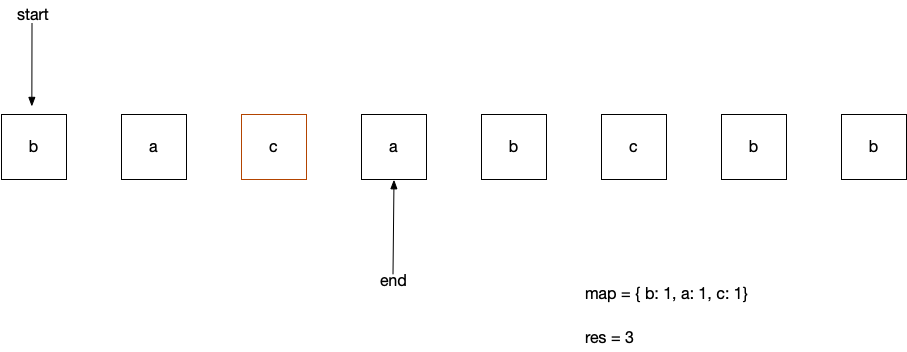 start
b a c a b c b b
end
map = { b: 1, a: 1, c: 1}
res = 3